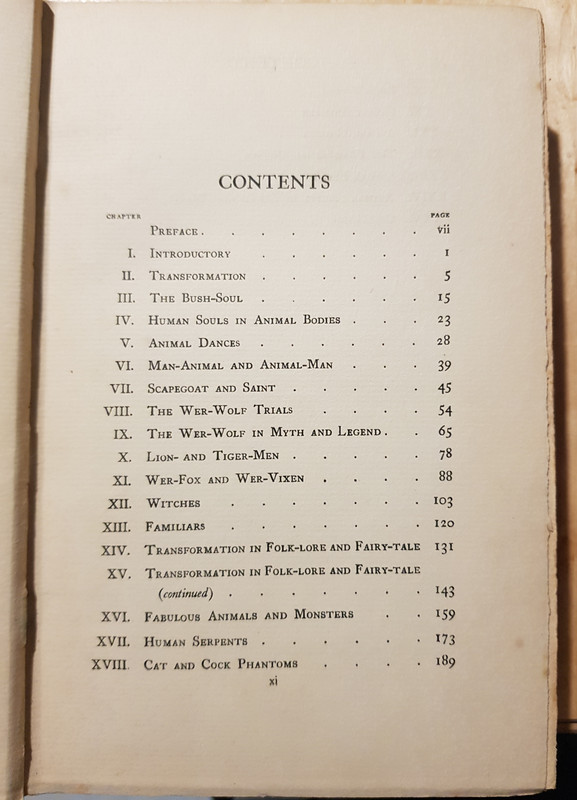 CONTENTS
CHAPTER PAGE
PREFACE . . . . . . . vii
I. INTRODUCTORY . . . . . . 1
II. TRANSFORMATION . . . . . . 5
III. THE BUSH-SOUL . . . . . . 15
IV. HUMAN SOULS IN ANIMAL BODIES . . . 23
V. ANIMAL DANCES . . . . . . 28
VI. MAN-ANIMAL AND ANIMAL-MAN . . . 39
VII. SCAPEGOAT AND SAINT . . . . . 45
VIII. THE WER-WOLF TRIALS . . . . 54
IX. THE WER-WOLF IN MYTH AND LEGEND . . 65
X. LION- AND TIGER-MEN . . . . . 78
XI. WER-FOX AND WER-VIXEN . . . . 88
XII. WITCHES . . . . . . . 103
XIII. FAMILIARS . . . . . . 120
XIV. TRANSFORMATION IN FOLK-LORE AND FAIRY-TALE 131
XV. TRANSFORMATION IN FOLK-LORE AND FAIRY-TALE
(continued) . . . . . . . 143
XVI. FABULOUS ANIMALS AND MONSTERS . . 159
XVII. HUMAN SERPENTS . . . . . . 173
XVIII. CAT AND COCK PHANTOMS . . . . 189
xi